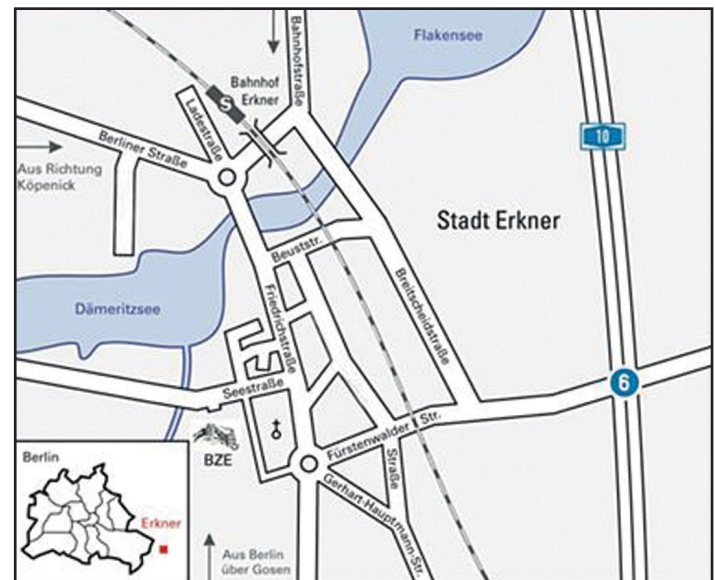 Flakensee
Bahnhofstraße
Bahnhof
Erkner
S
Ladestraße
10
Berliner Straße
Aus Richtung
Köpenick
Stadt Erkner
Beuststr.
Breitscheidstraße
Dämeritzsee
Friedrichstraße
6
Seestraße
Fürstenwalder Str.
BZE
Straße
Gerhart-Hauptmann-Str.
Berlin
Erkner
Aus Berlin
über Gosen